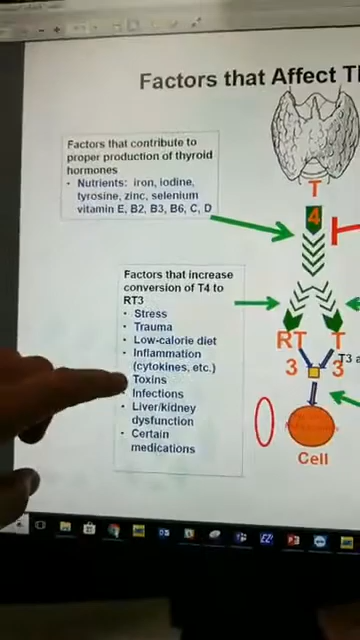 Factors that Affect T
Factors that contribute to
proper production of thyroid
hormones
• Nutrients: iron, iodine,
tyrosine, zinc, selenium
vitamin E, B2, B3, B6, C, D
T
4
Factors that increase
conversion of T4 to
RT3
• Stress
• Trauma
• Low-calorie diet
• Inflammation
(cytokines, etc.)
• Toxins
• Infections
• Liver/kidney
dysfunction
• Certain
medications
RT
3
T
3
T3 a
Cell